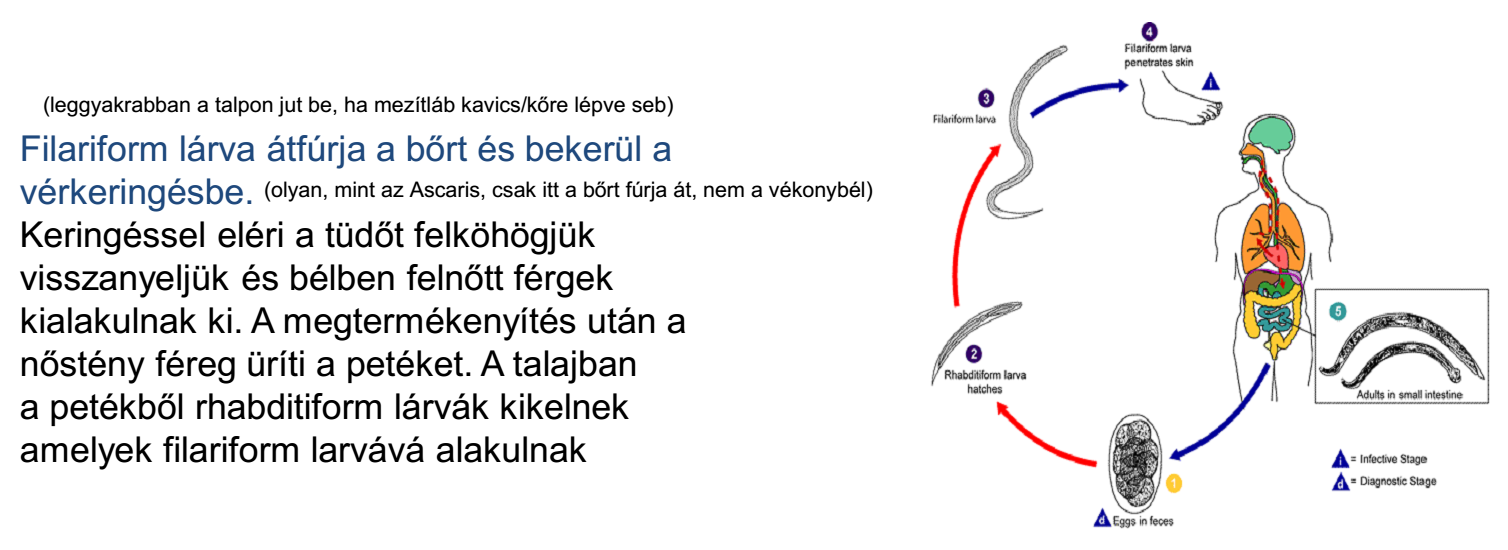 (leggyakrabban a talpon jut be, ha mezítláb kavics/kőre lépve seb)
Filariform lárva átfúrja a bőrt és bekerül a
vérkeringésbe. (olyan, mint az Ascaris, csak itt a bőrt fúrja át, nem a vékonybél)
Keringéssel eléri a tüdőt felköhögjük
visszanyeljük és bélben felnőtt férgek
kialakulnak ki. A megtermékenyítés után a
nőstény féreg üríti a petéket. A talajban
a petékből rhabditiform lárvák kikelnek
amelyek filariform larvává alakulnak
4
Filariform larva
penetrates skin
i
3
Filariform larva
5
Adults in small intestine
2
Rhabditiform larva
hatches
1
d Eggs in feces
i = Infective Stage
d = Diagnostic Stage